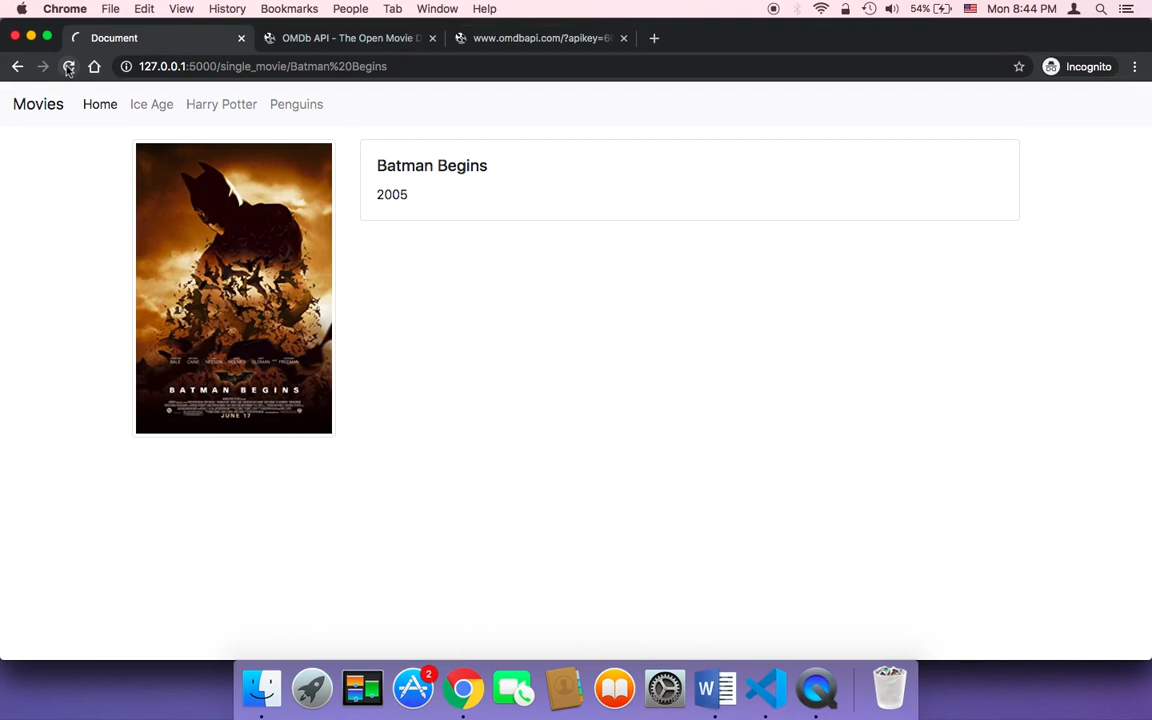 Chrome File Edit View History Bookmarks People Tab Window Help 54% Mon 8:44 PM
Document OMDb API - The Open Movie D www.omdbapi.com/?apikey=6
127.0.0.1:5000/single_movie/Batman%20Begins Incognito
Movies Home Ice Age Harry Potter Penguins
Batman Begins
2005
BATMAN BEGINS
JUNE 17
2